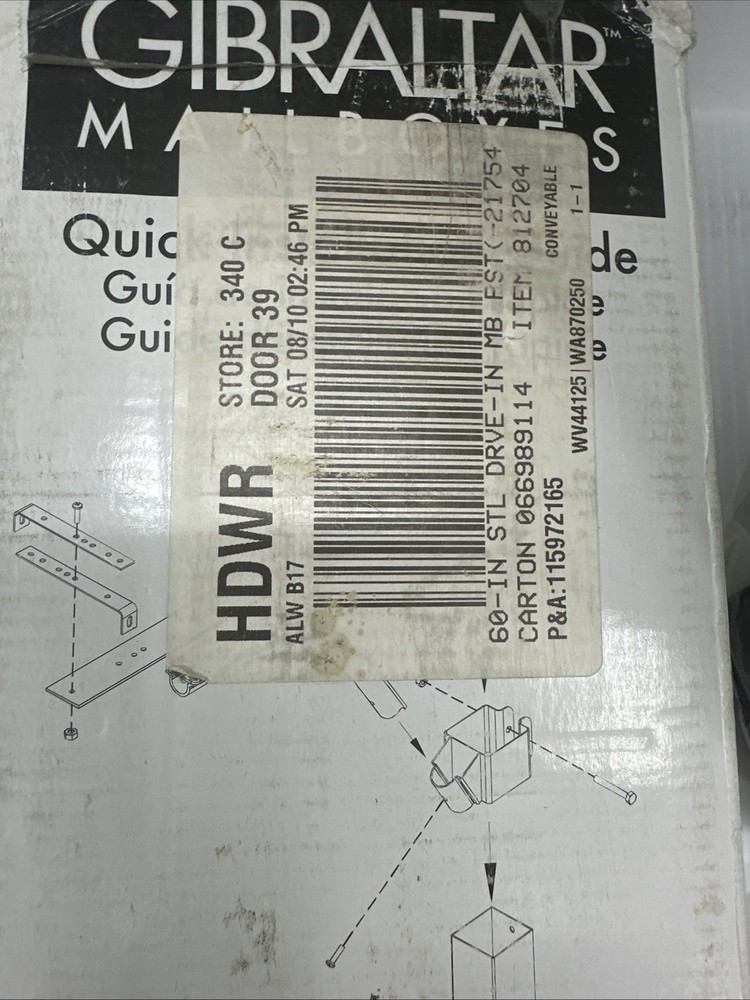 GIBRALTAR™
MAILBOXES
Quic
de
Guí
e
Gui
e
HDWR
STORE: 340 C
DOOR 39
ALW B17 SAT 08/10 02:46 PM
60-IN STL DRVE-IN MB PST(-21754
CARTON 066989114 ITEM 812704
P&A:115972165 CONVEYABLE
WV44125 | WA870250 1-1